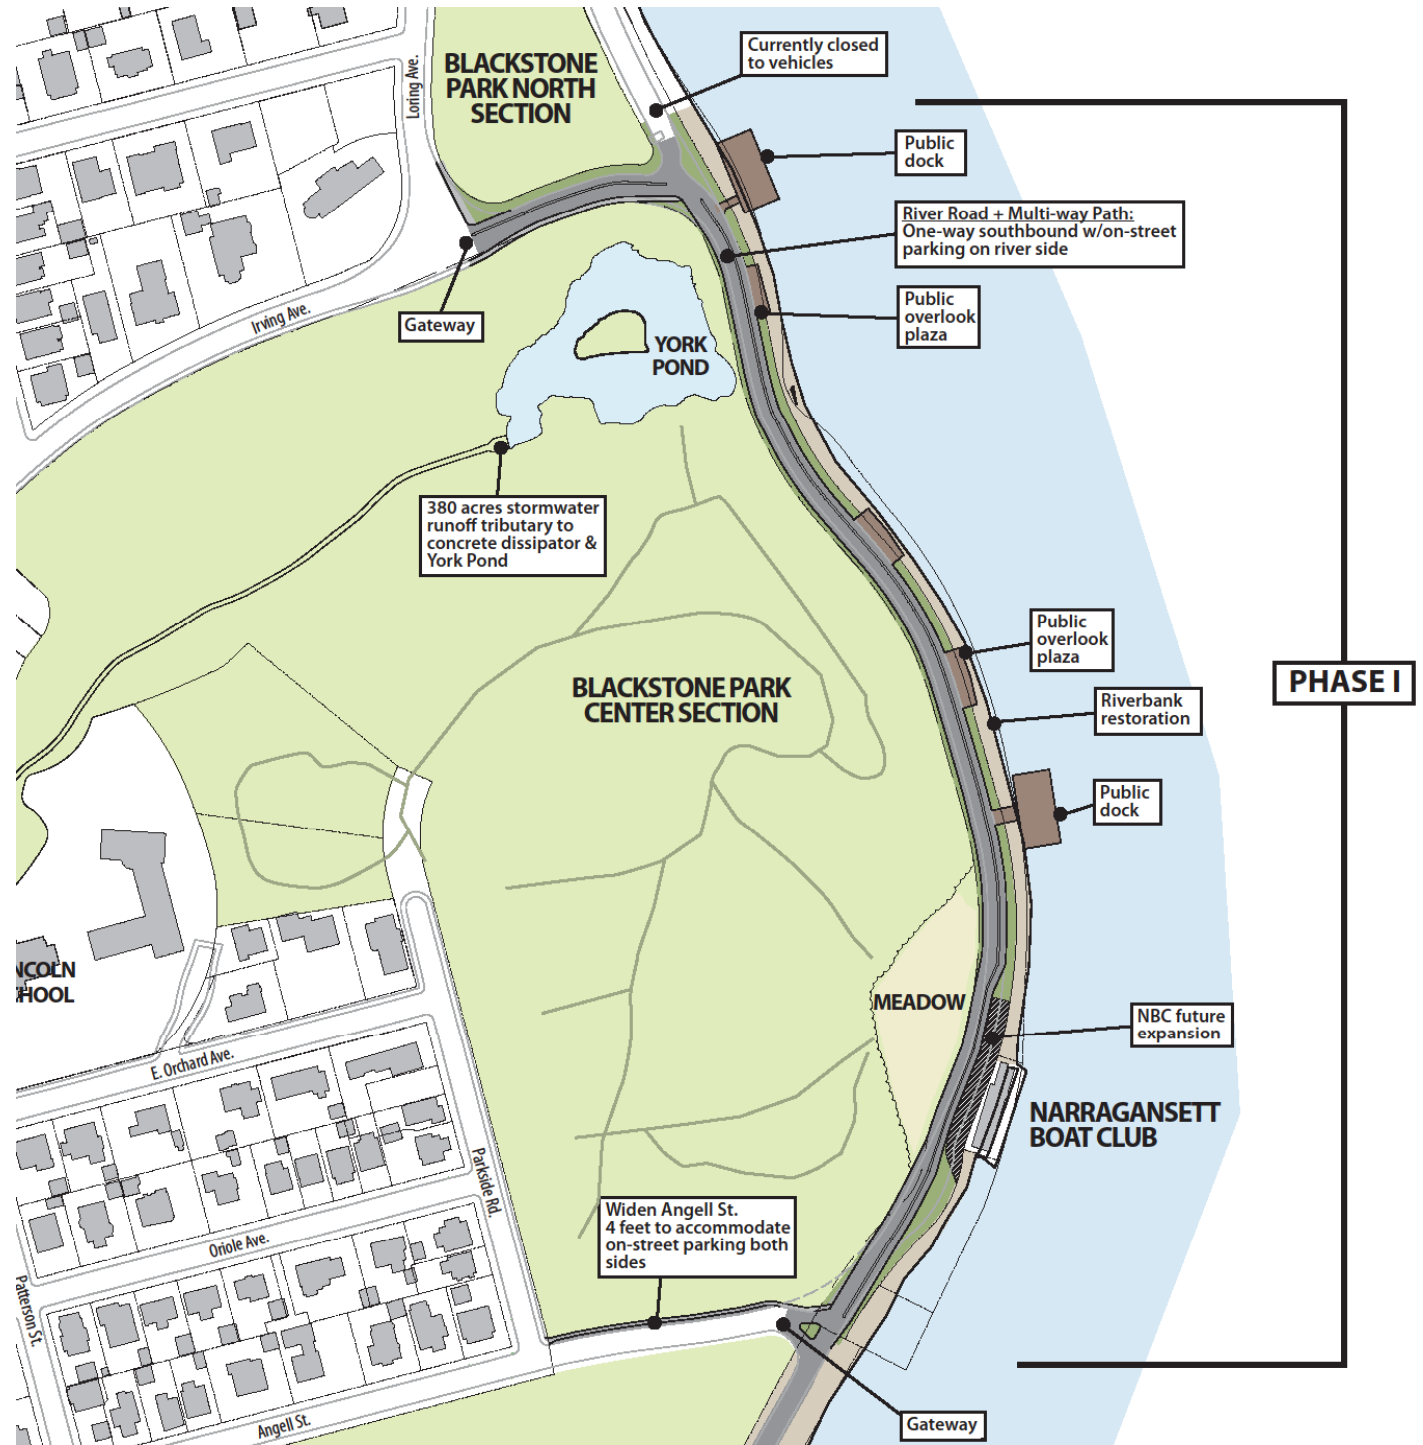 Currently closed
to vehicles
BLACKSTONE
PARK NORTH
SECTION
Loring Ave.
Public
dock
River Road + Multi-way Path:
One-way southbound w/on-street
parking on river side
Gateway
Irving Ave.
Public
overlook
plaza
YORK
POND
380 acres stormwater
runoff tributary to
concrete dissipator &
York Pond
Public
overlook
plaza
PHASE I
BLACKSTONE PARK
CENTER SECTION
Riverbank
restoration
Public
dock
NCOLN
HOOL
MEADOW
NBC future
expansion
E. Orchard Ave.
NARRAGANSETT
BOAT CLUB
Parkside Rd.
Widen Angell St.
4 feet to accommodate
on-street parking both
sides
Oriole Ave.
Patterson St.
Angell St.
Gateway